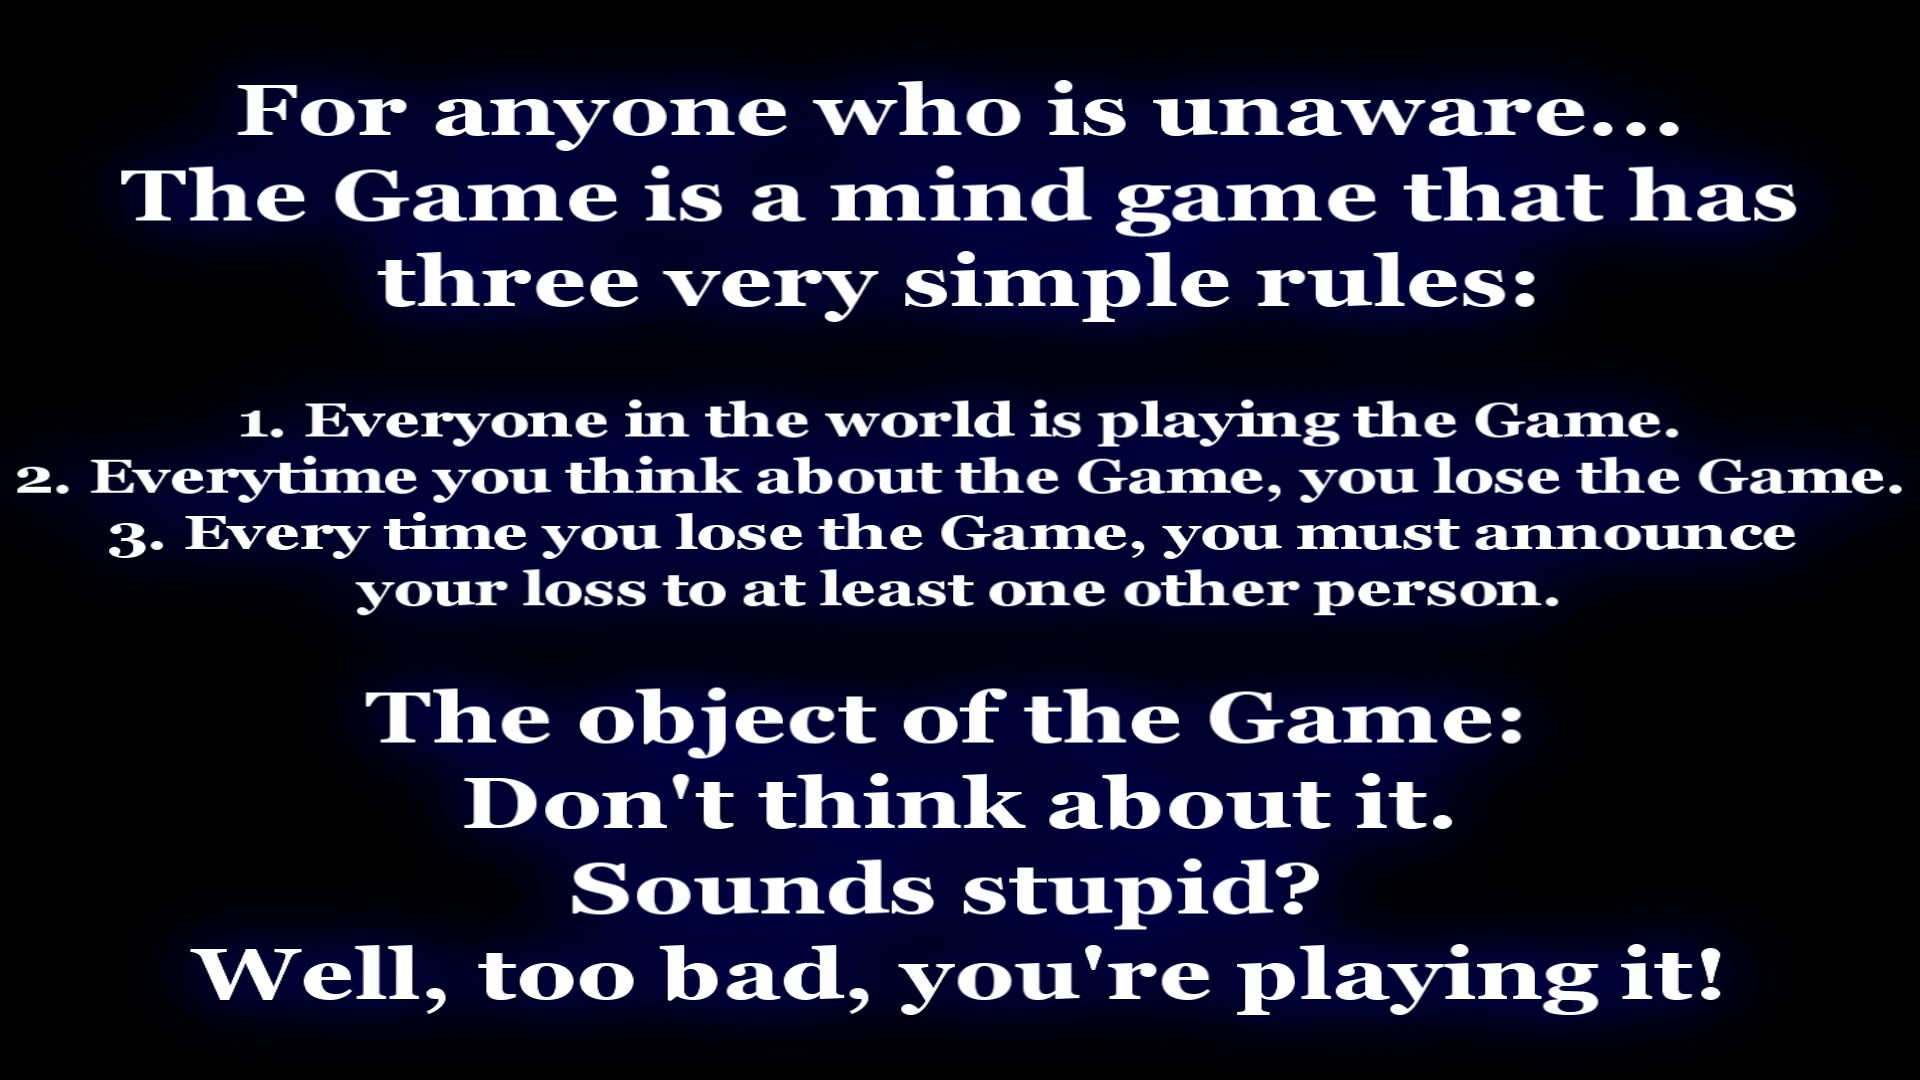 For anyone who is unaware...
The Game is a mind game that has
three very simple rules:
1. Everyone in the world is playing the Game.
2. Everytime you think about the Game, you lose the Game.
3. Every time you lose the Game, you must announce
your loss to at least one other person.
The object of the Game:
Don't think about it.
Sounds stupid?
Well, too bad, you're playing it!